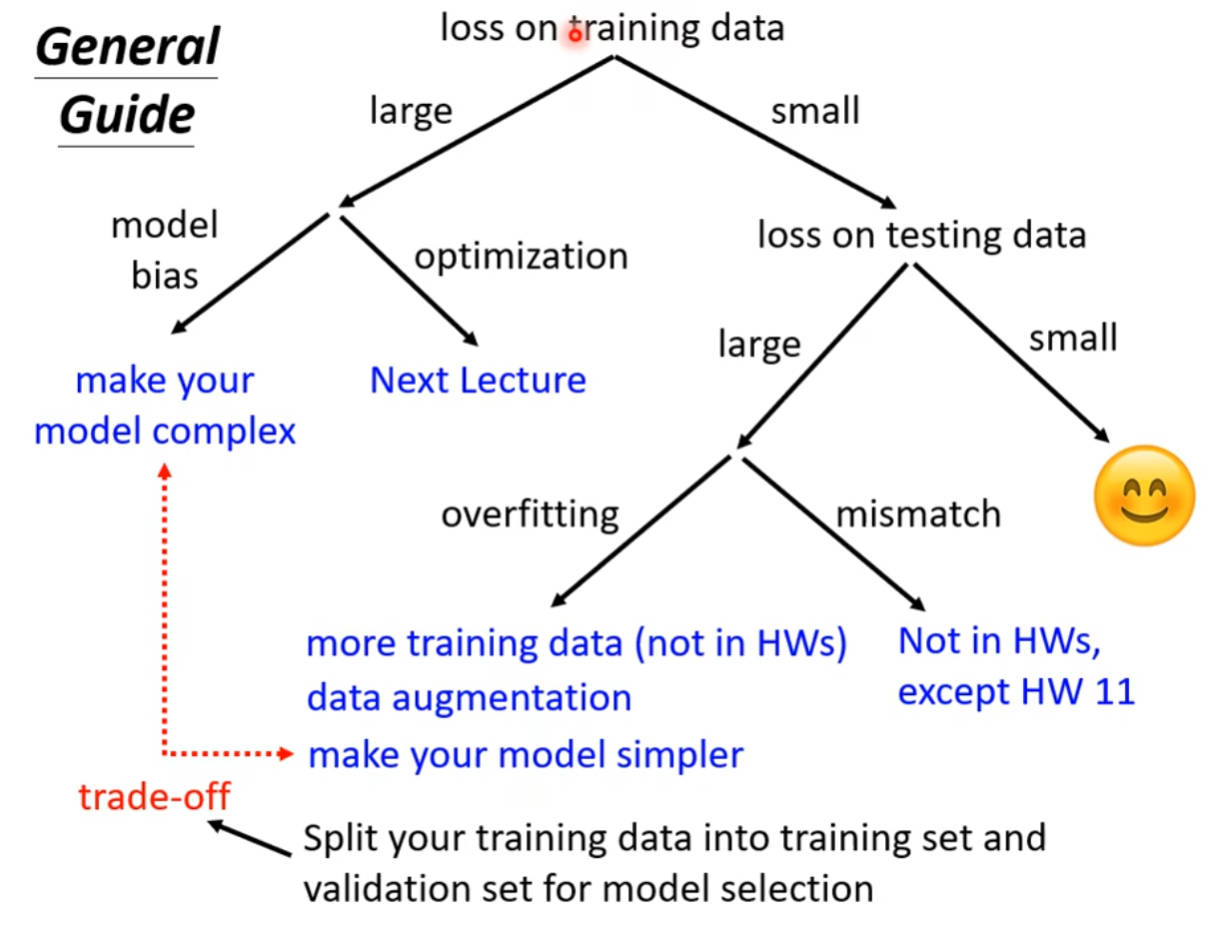 General
Guide
loss on training data
large
small
model
bias
optimization
loss on testing data
make your
model complex
Next Lecture
large
small
overfitting
mismatch
more training data (not in HWs)
data augmentation
make your model simpler
Not in HWs,
except HW 11
trade-off
Split your training data into training set and
validation set for model selection